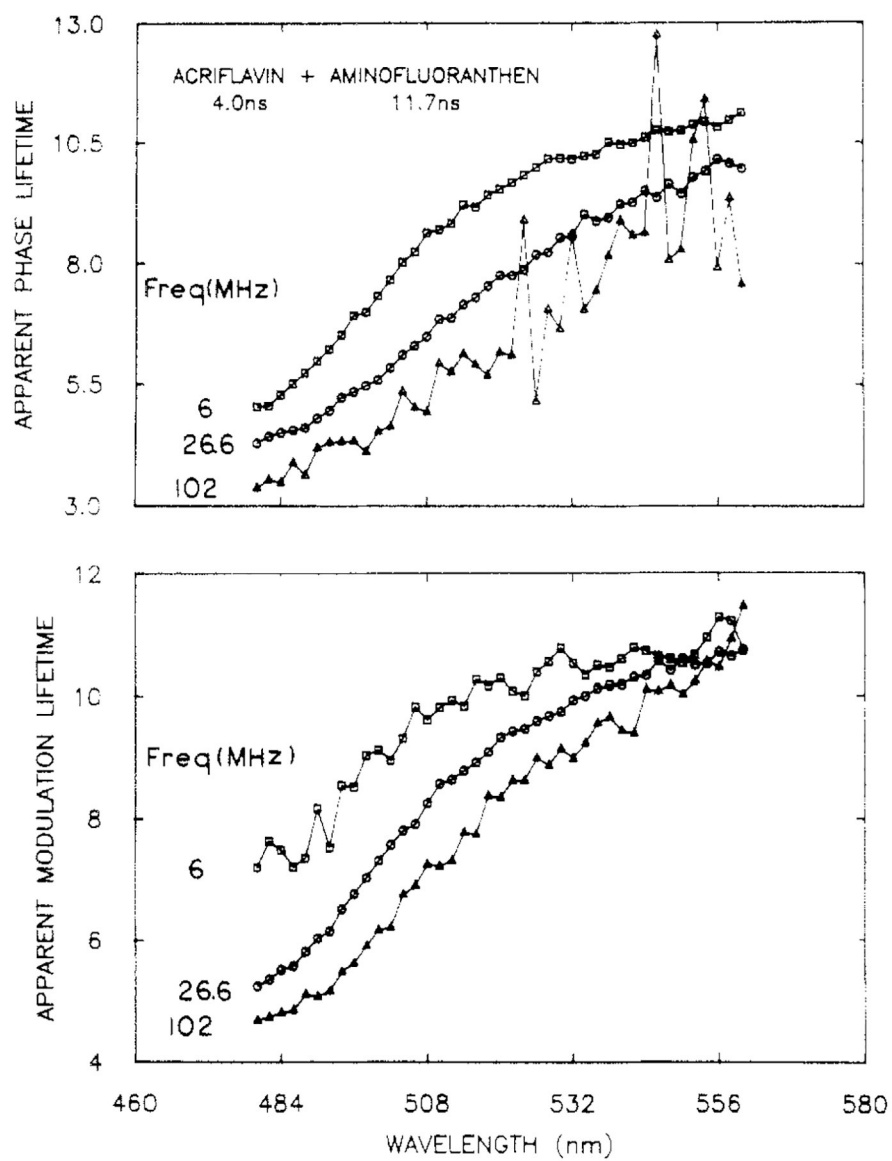 13.0
ACRIFLAVIN + AMINOFLUORANTHEN
4.0ns 11.7ns
10.5
8.0
Freq(MHz)
5.5
6
26.6
102
3.0
APPARENT PHASE LIFETIME
12
10
Freq(MHz)
8
6
6
26.6
102
4
APPARENT MODULATION LIFETIME
460 484 508 532 556 580
WAVELENGTH (nm)